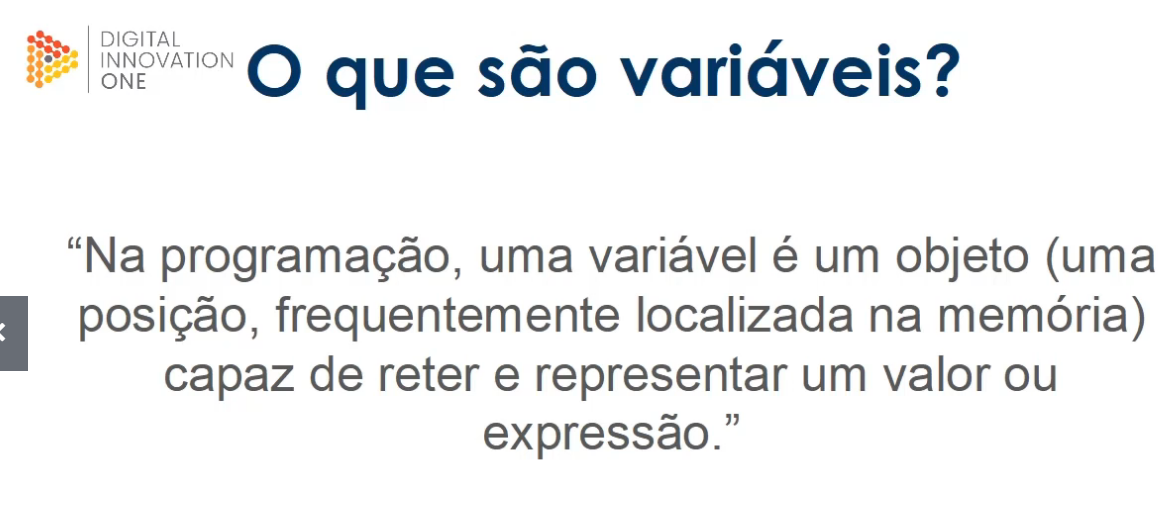 DIGITAL
INNOVATION
ONE
O que são variáveis?
“Na programação, uma variável é um objeto (uma
posição, frequentemente localizada na memória)
capaz de reter e representar um valor ou
expressão.”